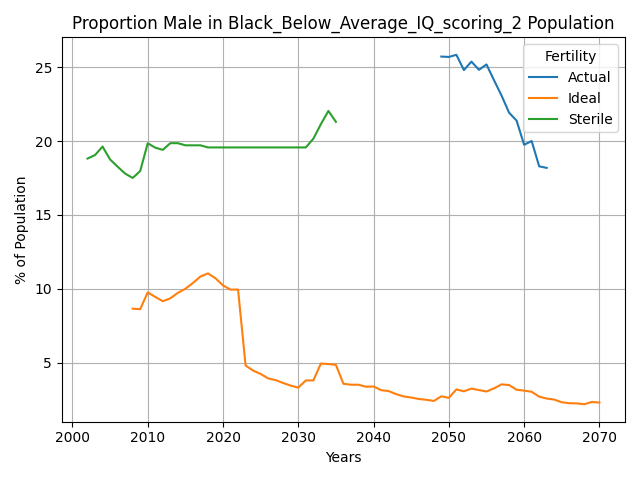 Proportion Male in Black_Below_Average_IQ_scoring_2 Population
Fertility
Actual
Ideal
Sterile
25
20
15
10
5
% of Population
2000 2010 2020 2030 2040 2050 2060 2070
Years